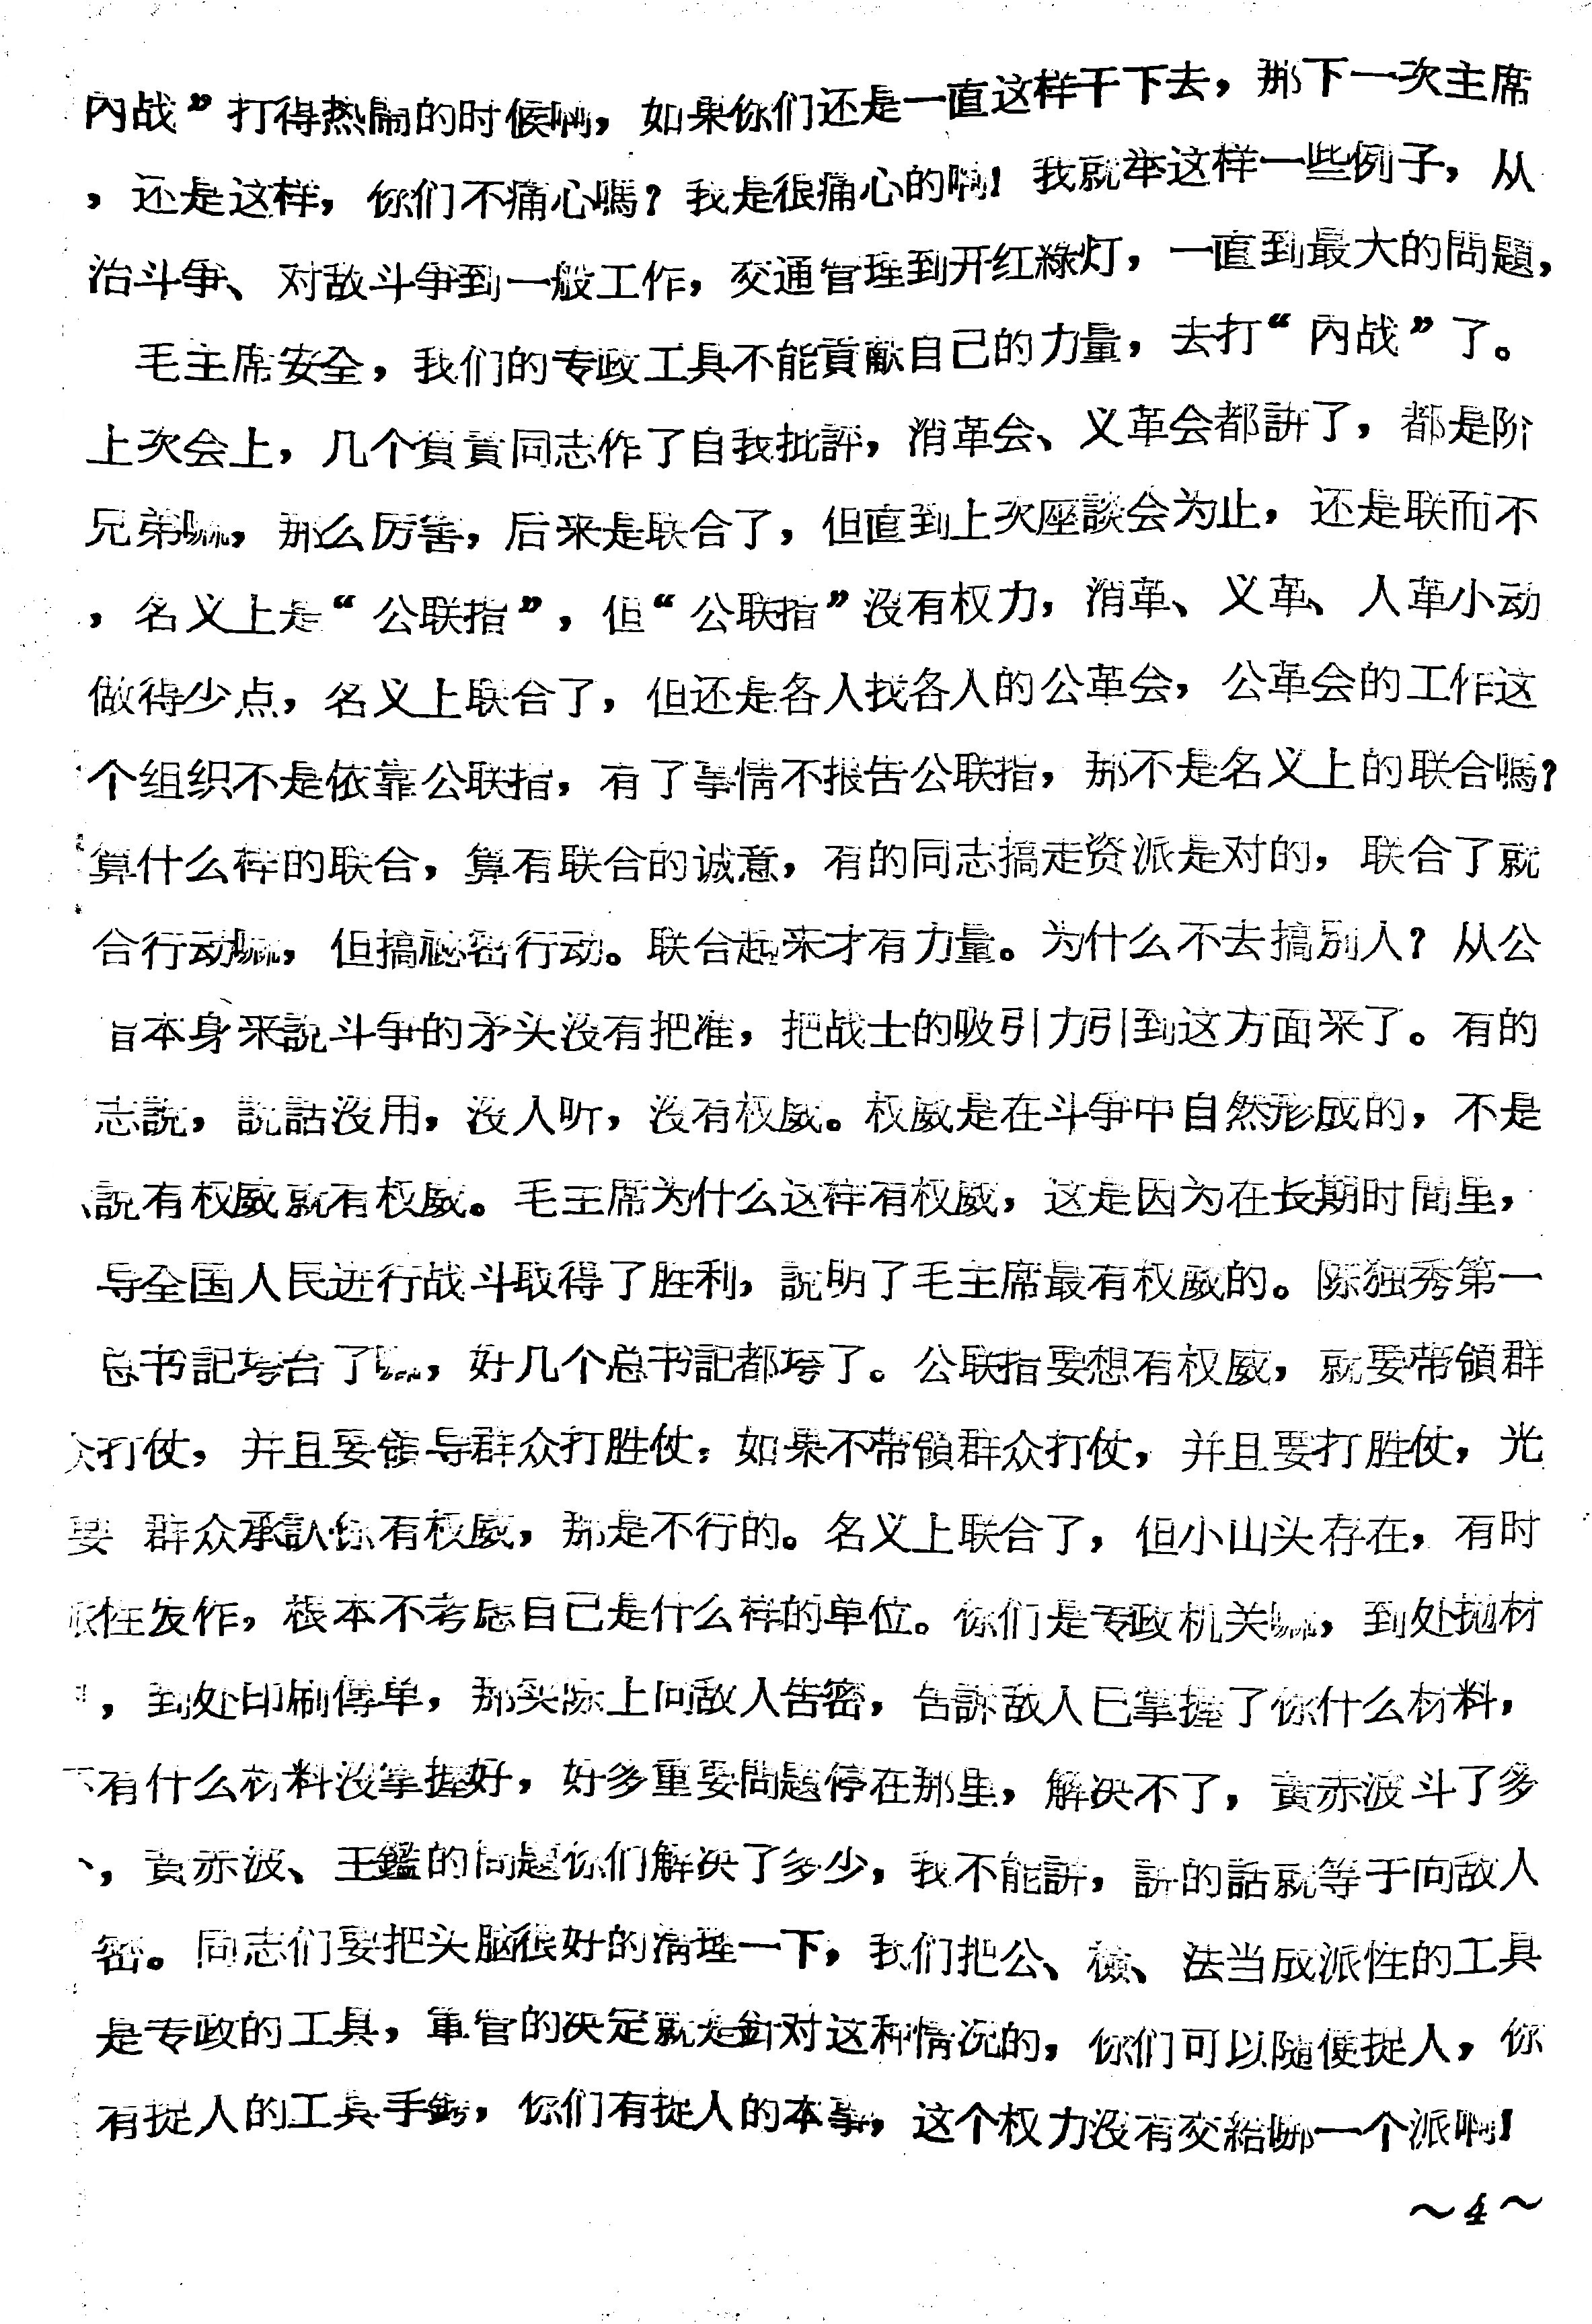 內战”打得热鬧的时候啊，如果你们还是一直这样干下去，那下一次主席
，还是这样，你们不痛心嗎？我是很痛心的啊！我就举这样一些例子，从
治斗争、对敌斗争到一般工作，交通管理到开红綠灯，一直到最大的問題，
毛主席安全，我们的专政工具不能貢献自己的力量，去打“內战”了。
上次会上，几个負責同志作了自我批評，消革会、义革会都講了，都是阶
兄弟嘛，那么厉害，后来是联合了，但直到上次座談会为止，还是联而不
，名义上是“公联指”，但“公联指”沒有权力，消革、义革、人革小动
做得少点，名义上联合了，但还是各人找各人的公革会，公革会的工作这
个组织不是依靠公联指，有了事情不报告公联指，那不是名义上的联合嗎？
算什么样的联合，算有联合的诚意，有的同志搞走资派是对的，联合了就
合行动嘛，但搞祕密行动。联合起来才有力量。为什么不去搞别人？从公
旨本身来說斗争的矛头沒有把准，把战士的吸引力引到这方面来了。有的
志說，說話沒用，沒人听，沒有权威。权威是在斗争中自然形成的，不是
說有权威就有权威。毛主席为什么这样有权威，这是因为在长期时間里，
导全国人民进行战斗取得了胜利，說明了毛主席最有权威的。陈独秀第一
总书記垮台了嘛，好几个总书記都垮了。公联指要想有权威，就要带領群
众打仗，并且要領导群众打胜仗；如果不带領群众打仗，并且要打胜仗，光
要 群众承認你有权威，那是不行的。名义上联合了，但小山头存在，有时
派性发作，根本不考虑自己是什么样的单位。你们是专政机关嘛，到处抛材
，到处印刷傳单，那实际上向敌人告密，告訴敌人已掌握了你什么材料，
有什么材料沒掌握好，好多重要問題停在那里，解决不了，黄赤波斗了多
，黄赤波、王鑑的問題你们解决了多少，我不能講，講的話就等于向敌人
密。同志们要把头脑很好的清理一下，我们把公、檢、法当成派性的工具
是专政的工具，軍管的决定就是針对这种情况的，你们可以隨便捉人，你
有捉人的工具手銬，你们有捉人的本事，这个权力沒有交給哪一个派啊！
～4～